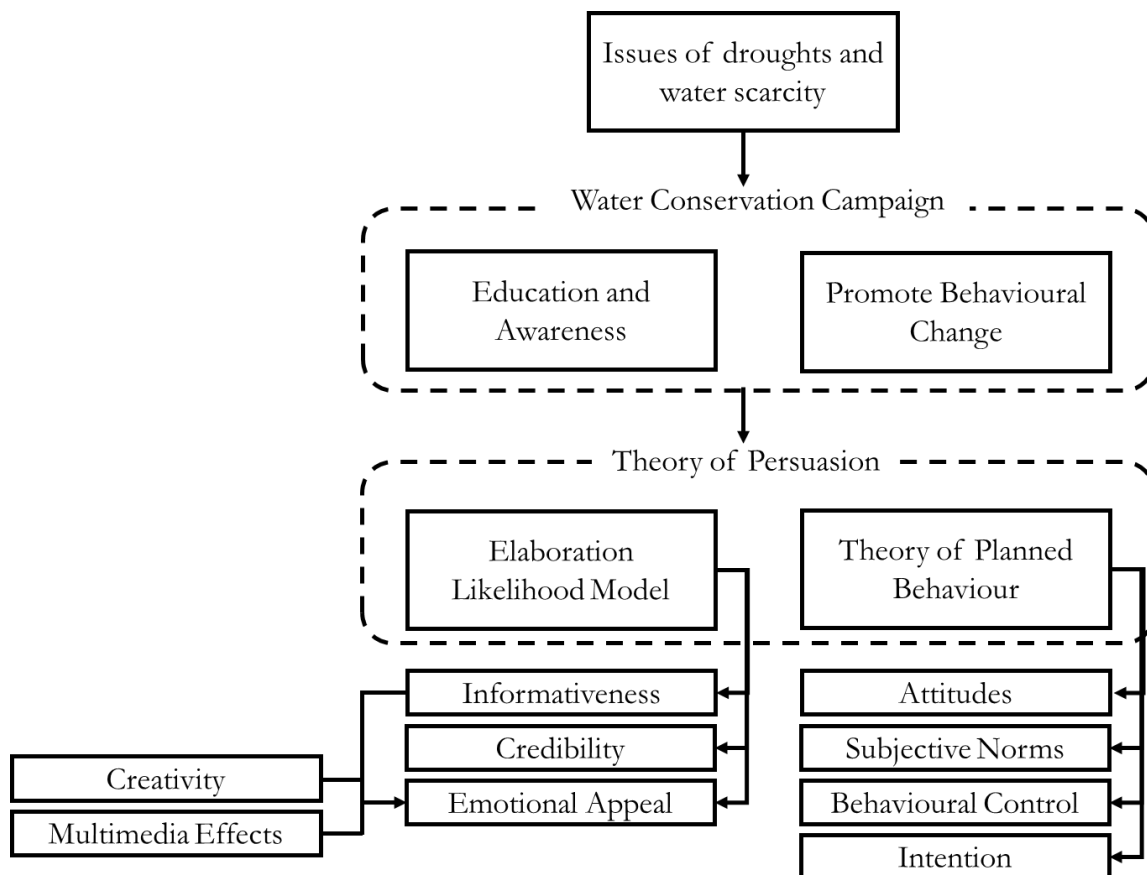 Issues of droughts and
water scarcity
Water Conservation Campaign
Education and
Awareness
Promote Behavioural
Change
Theory of Persuasion
Elaboration
Likelihood Model
Theory of Planned
Behaviour
Informativeness
Attitudes
Credibility
Subjective Norms
Creativity
Emotional Appeal
Behavioural Control
Multimedia Effects
Intention